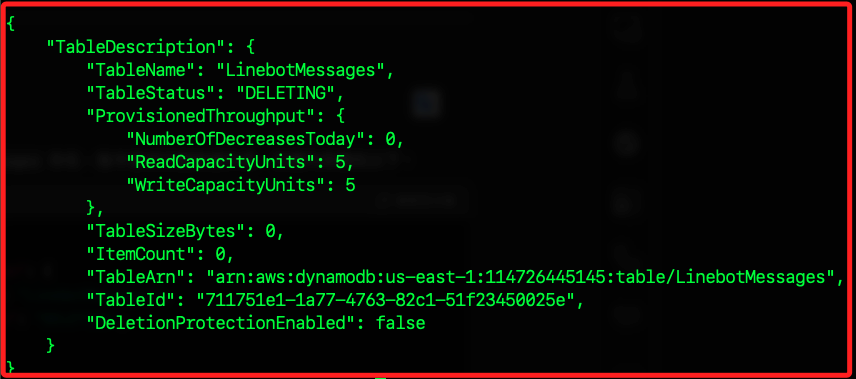 {
    "TableDescription": {
        "TableName": "LinebotMessages",
        "TableStatus": "DELETING",
        "ProvisionedThroughput": {
            "NumberOfDecreasesToday": 0,
            "ReadCapacityUnits": 5,
            "WriteCapacityUnits": 5
        },
        "TableSizeBytes": 0,
        "ItemCount": 0,
        "TableArn": "arn:aws:dynamodb:us-east-1:114726445145:table/LinebotMessages",
        "TableId": "711751e1-1a77-4763-82c1-51f23450025e",
        "DeletionProtectionEnabled": false
    }
}